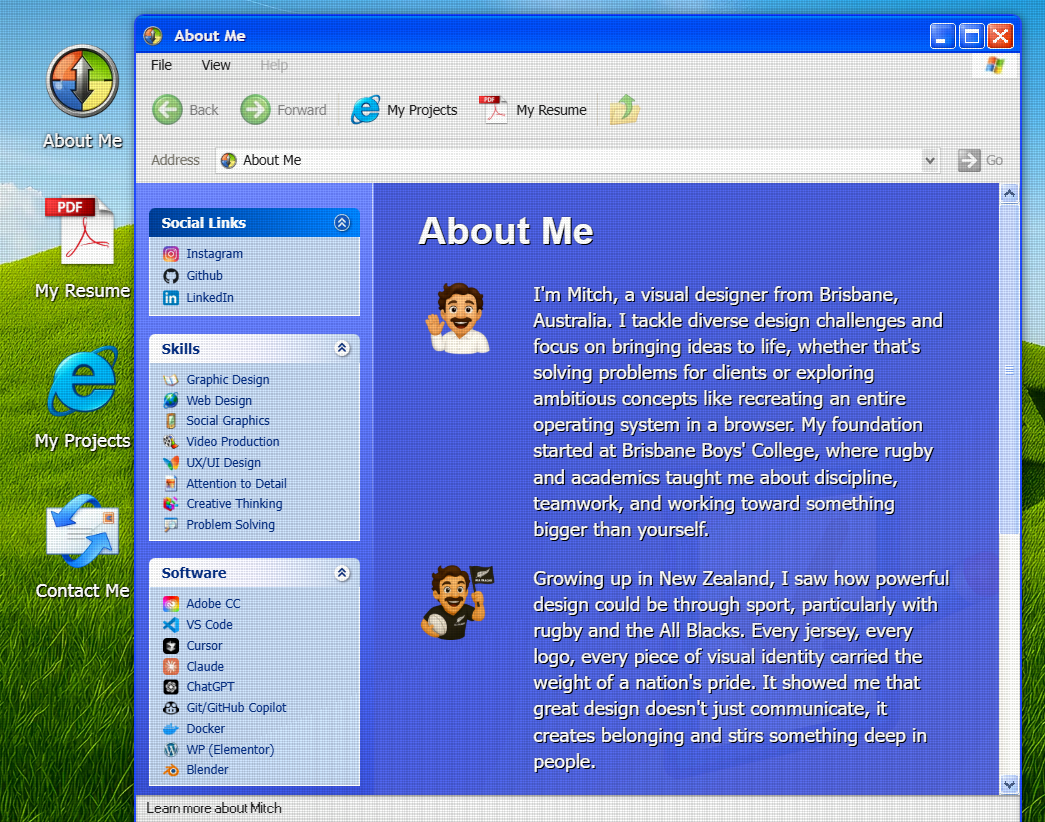 About Me
File View Help
Back Forward My Projects PDF My Resume
Address About Me Go
About Me
PDF
My Resume
My Projects
Contact Me
Social Links
Instagram
Github
LinkedIn
Skills
Graphic Design
Web Design
Social Graphics
Video Production
UX/UI Design
Attention to Detail
Creative Thinking
Problem Solving
Software
Adobe CC
VS Code
Cursor
Claude
ChatGPT
Git/GitHub Copilot
Docker
WP (Elementor)
Blender
About Me
I'm Mitch, a visual designer from Brisbane,
Australia. I tackle diverse design challenges and
focus on bringing ideas to life, whether that's
solving problems for clients or exploring
ambitious concepts like recreating an entire
operating system in a browser. My foundation
started at Brisbane Boys' College, where rugby
and academics taught me about discipline,
teamwork, and working toward something
bigger than yourself.
Growing up in New Zealand, I saw how powerful
design could be through sport, particularly with
rugby and the All Blacks. Every jersey, every
logo, every piece of visual identity carried the
weight of a nation's pride. It showed me that
great design doesn't just communicate, it
creates belonging and stirs something deep in
people.
Learn more about Mitch